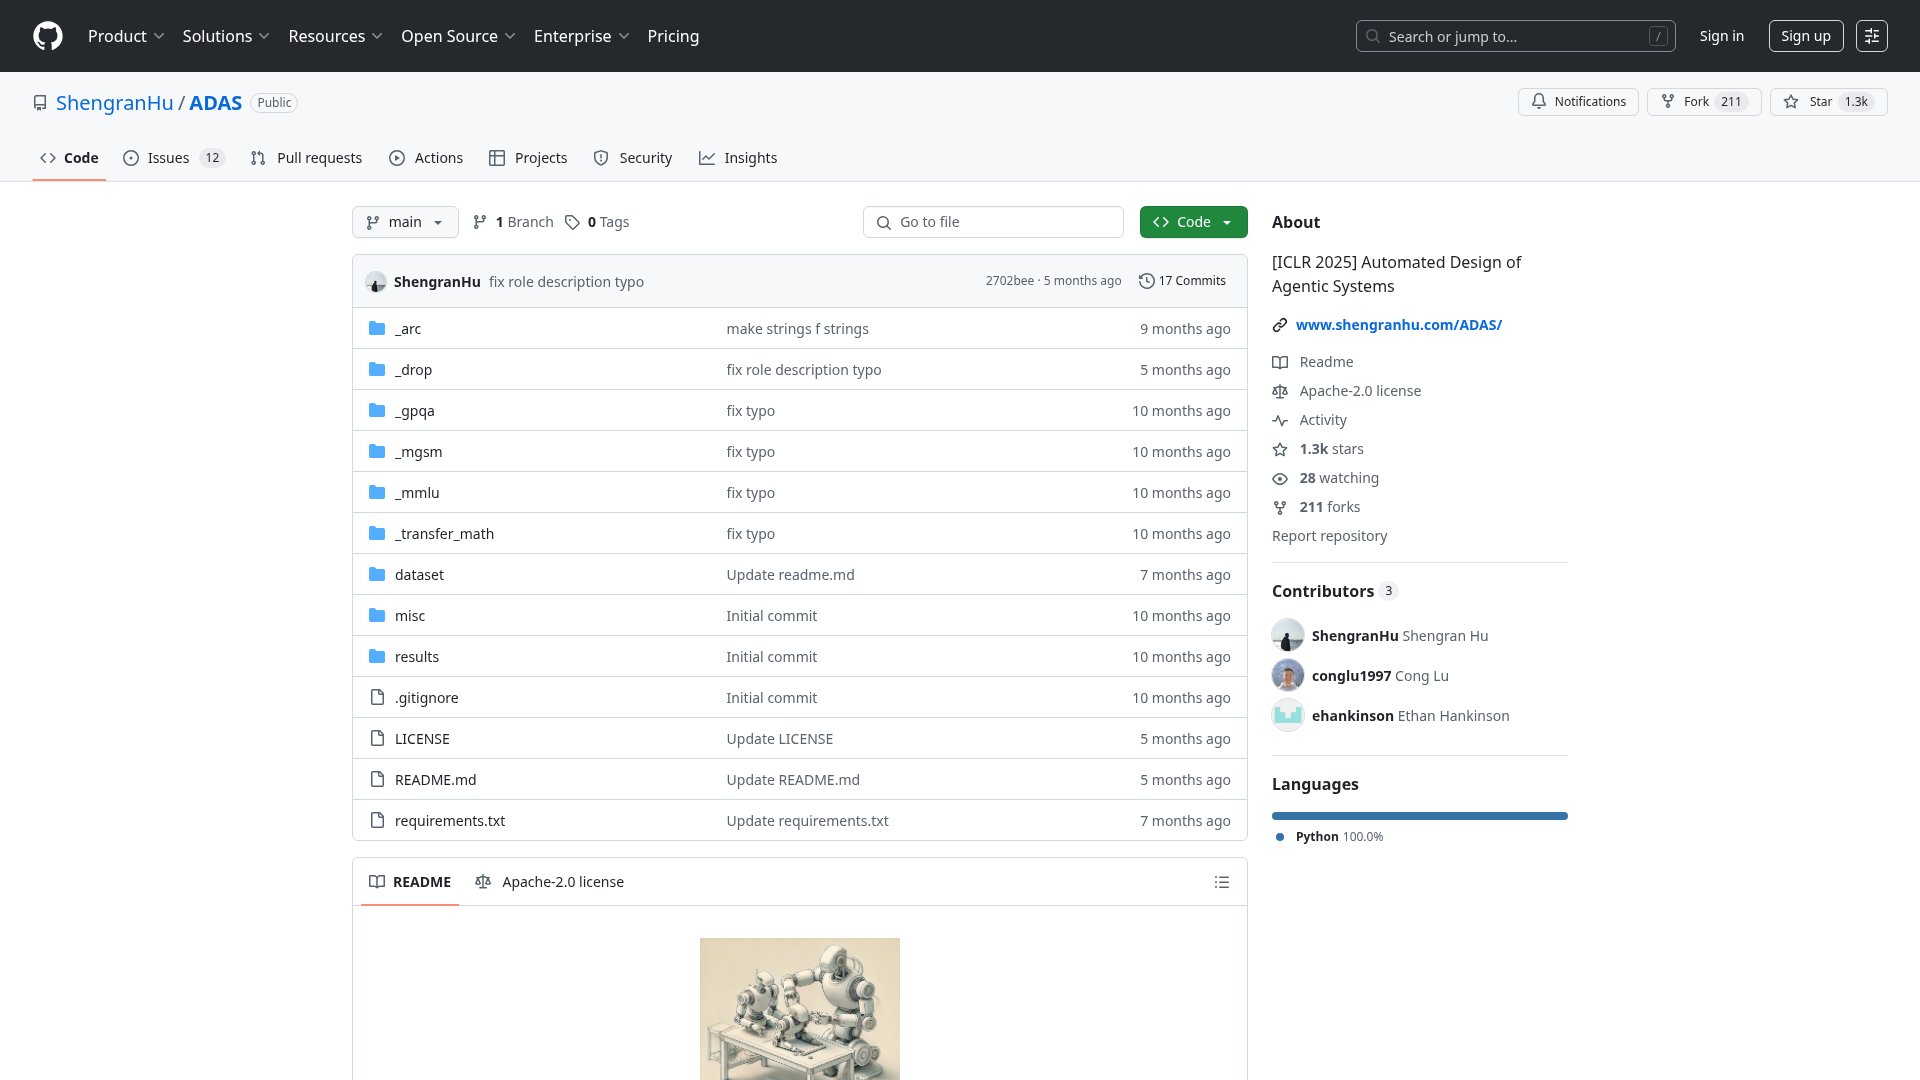 Product Solutions Resources Open Source Enterprise Pricing Search or jump to... / Sign in Sign up
ShengranHu / ADAS Public Notifications Fork 211 Star 1.3k
Code Issues 12 Pull requests Actions Projects Security Insights
main 1 Branch 0 Tags Go to file Code
ShengranHu fix role description typo 2702bee · 5 months ago 17 Commits
_arc make strings f strings 9 months ago
_drop fix role description typo 5 months ago
_gpqa fix typo 10 months ago
_mgsm fix typo 10 months ago
_mmlu fix typo 10 months ago
_transfer_math fix typo 10 months ago
dataset Update readme.md 7 months ago
misc Initial commit 10 months ago
results Initial commit 10 months ago
.gitignore Initial commit 10 months ago
LICENSE Update LICENSE 5 months ago
README.md Update README.md 5 months ago
requirements.txt Update requirements.txt 7 months ago
README Apache-2.0 license
About
[ICLR 2025] Automated Design of
Agentic Systems
www.shengranhu.com/ADAS/
Readme
Apache-2.0 license
Activity
1.3k stars
28 watching
211 forks
Report repository
Contributors 3
ShengranHu Shengran Hu
conglu1997 Cong Lu
ehankinson Ethan Hankinson
Languages
Python 100.0%